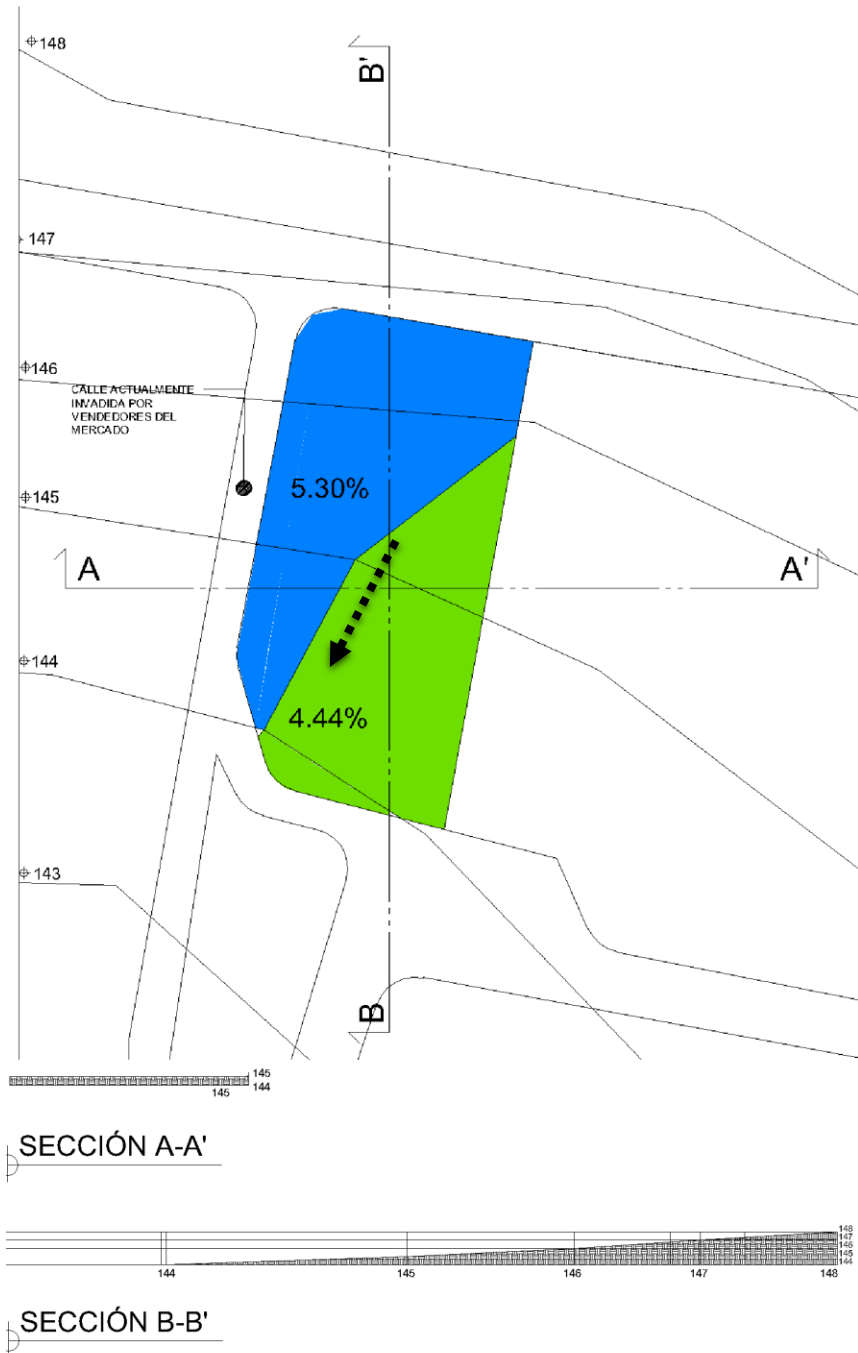 148
B'
147
146
CALLE ACTUALMENTE
INVADIDA POR
VENDEDORES DEL
MERCADO
5.30%
145
A
A'
144
4.44%
143
B
145
144
145
SECCIÓN A-A'
148
147
146
145
144
144
145
146
147
148
SECCIÓN B-B'